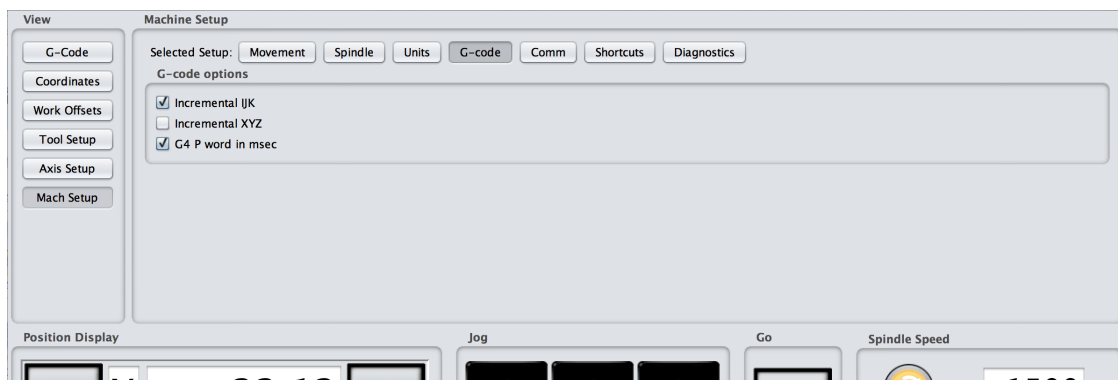 View
Machine Setup
G-Code
Coordinates
Work Offsets
Tool Setup
Axis Setup
Mach Setup
Selected Setup: Movement Spindle Units G-code Comm Shortcuts Diagnostics
G-code options
Incremental IJK
Incremental XYZ
G4 P word in msec
Position Display
Jog
Go
Spindle Speed